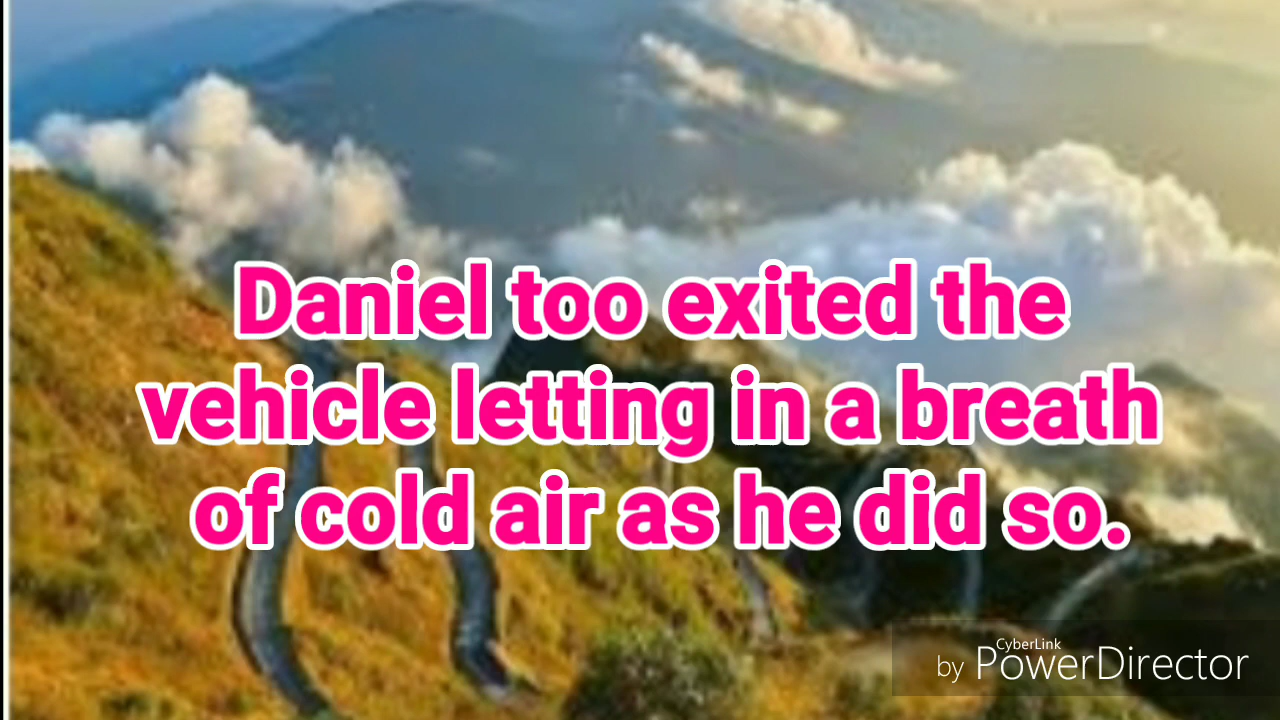 Daniel too exited the
vehicle letting in a breath
of cold air as he did so.
CyberLink
by PowerDirector